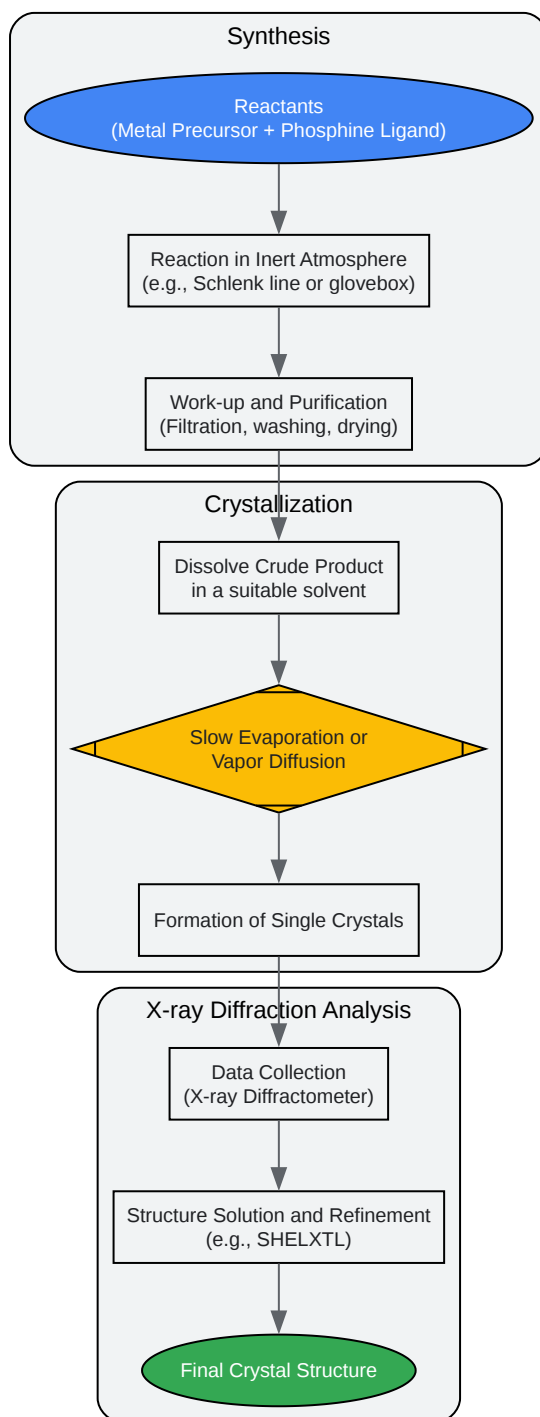 Synthesis
Reactants
(Metal Precursor + Phosphine Ligand)
Reaction in Inert Atmosphere
(e.g., Schlenk line or glovebox)
Work-up and Purification
(Filtration, washing, drying)
Crystallization
Dissolve Crude Product
in a suitable solvent
Slow Evaporation or
Vapor Diffusion
Formation of Single Crystals
X-ray Diffraction Analysis
Data Collection
(X-ray Diffractometer)
Structure Solution and Refinement
(e.g., SHELXTL)
Final Crystal Structure